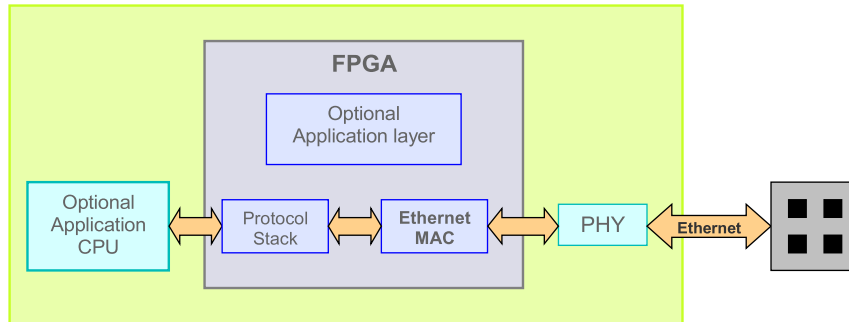 FPGA
Optional
Application layer
Optional
Application
CPU
Protocol
Stack
Ethernet
MAC
PHY
Ethernet